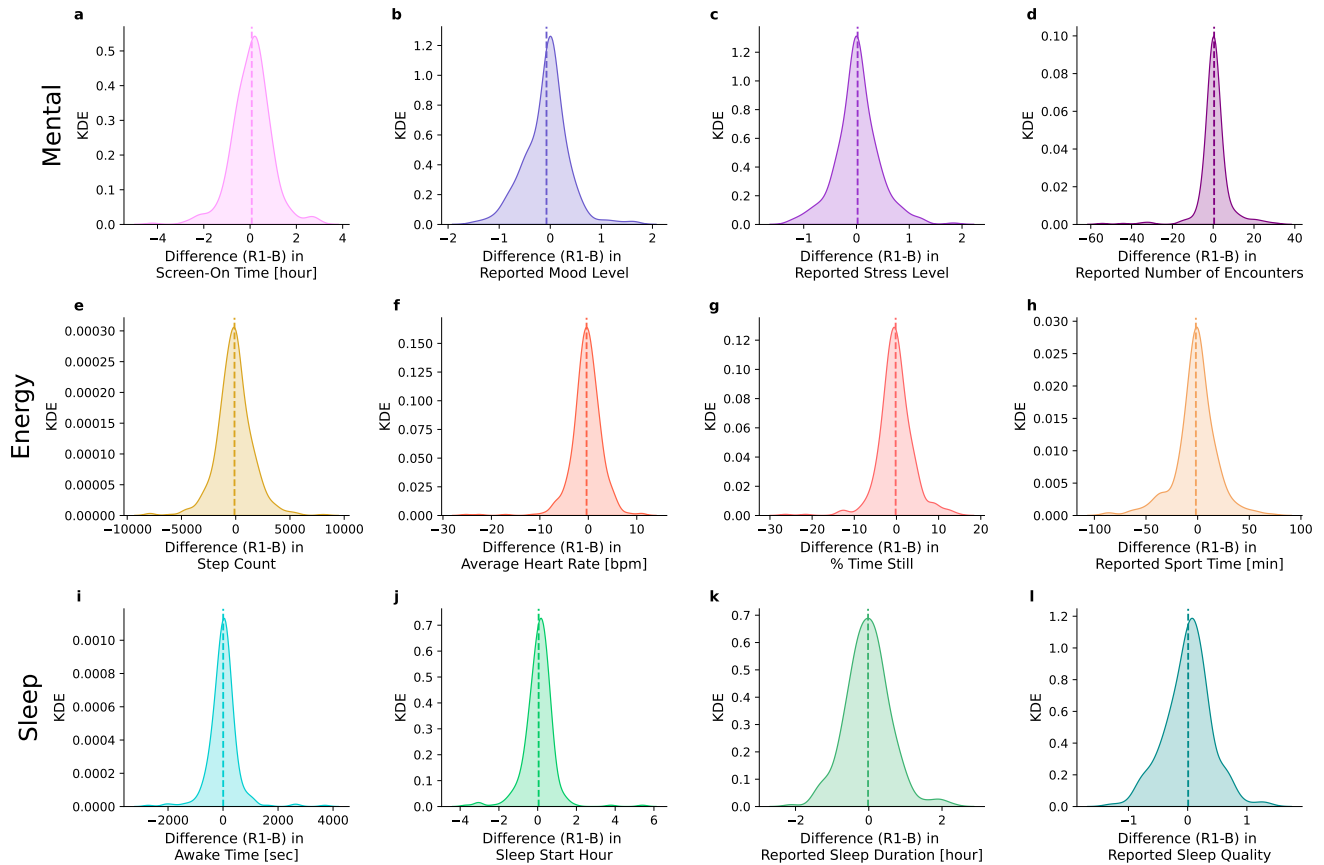 Mental
a
KDE
0.5
0.4
0.3
0.2
0.1
0.0
−4 −2 0 2 4
Difference (R1-B) in
Screen-On Time [hour]
b
KDE
1.2
1.0
0.8
0.6
0.4
0.2
0.0
−2 −1 0 1 2
Difference (R1-B) in
Reported Mood Level
c
KDE
1.2
1.0
0.8
0.6
0.4
0.2
0.0
−1 0 1 2
Difference (R1-B) in
Reported Stress Level
d
KDE
0.10
0.08
0.06
0.04
0.02
0.00
−60 −40 −20 0 20 40
Difference (R1-B) in
Reported Number of Encounters
Energy
e
KDE
0.00030
0.00025
0.00020
0.00015
0.00010
0.00005
0.00000
−10000 −5000 0 5000 10000
Difference (R1-B) in
Step Count
f
KDE
0.150
0.125
0.100
0.075
0.050
0.025
0.000
−30 −20 −10 0 10
Difference (R1-B) in
Average Heart Rate [bpm]
g
KDE
0.12
0.10
0.08
0.06
0.04
0.02
0.00
−30 −20 −10 0 10 20
Difference (R1-B) in
% Time Still
h
KDE
0.030
0.025
0.020
0.015
0.010
0.005
0.000
−100 −50 0 50 100
Difference (R1-B) in
Reported Sport Time [min]
Sleep
i
KDE
0.0010
0.0008
0.0006
0.0004
0.0002
0.0000
−2000 0 2000 4000
Difference (R1-B) in
Awake Time [sec]
j
KDE
0.7
0.6
0.5
0.4
0.3
0.2
0.1
0.0
−4 −2 0 2 4 6
Difference (R1-B) in
Sleep Start Hour
k
KDE
0.7
0.6
0.5
0.4
0.3
0.2
0.1
0.0
−2 0 2
Difference (R1-B) in
Reported Sleep Duration [hour]
l
KDE
1.2
1.0
0.8
0.6
0.4
0.2
0.0
−1 0 1
Difference (R1-B) in
Reported Sleep Quality